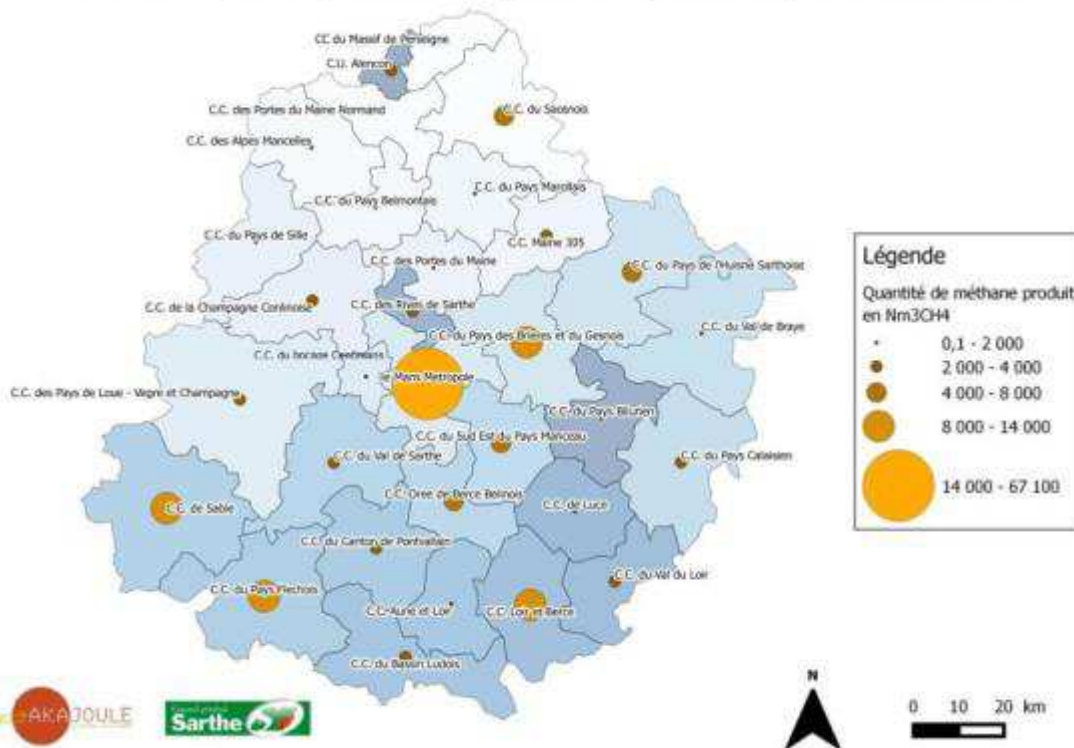 CC du Massif de Perseigne
C.U. Alencon
C.C. du Saosnois
C.C. des Portes du Maine Normand
C.C. des Alpes Mancelles
C.C. du Pays Marollais
C.C. du Pays Belmontais
C.C. du Pays de Sille
C.C. Maine 305
C.C. des Portes du Maine
C.C. du Pays de l'Huisne Sarthoise
C.C. de la Champagne Conlinoise
C.C. des Rives de Sarthe
C.C. du Pays des Brieres et du Gesnois
C.C. du Val de Braye
C.C. du bocage Cenomans
le Mans Metropole
C.C. des Pays de Loue - Vegre et Champagne
C.C. du Pays Bilurien
C.C. du Sud Est du Pays Manceau
C.C. du Val de Sarthe
C.C. du Pays Calaisien
C.C. Oree de Berce Belinois
C.C. de Sable
C.C. de Luce
C.C. du Canton de Pontvallain
C.C. du Val du Loir
C.C. du Pays Flechois
C.C. Aune et Loir
C.C. Loir et Berce
C.C. du Bassin Ludois
Légende
Quantité de méthane produit
en Nm3CH4
0,1 - 2 000
2 000 - 4 000
4 000 - 8 000
8 000 - 14 000
14 000 - 67 100
AKAJOULE
Sarthe
N
0 10 20 km